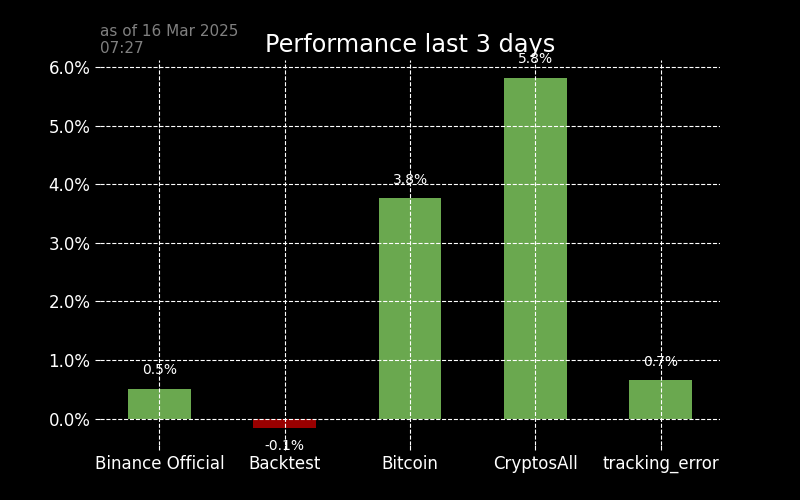 as of 16 Mar 2025
07:27
Performance last 3 days
6.0%
5.0%
4.0%
3.0%
2.0%
1.0%
0.0%
0.5%
-0.1%
3.8%
5.8%
0.7%
Binance Official
Backtest
Bitcoin
CryptosAll
tracking_error